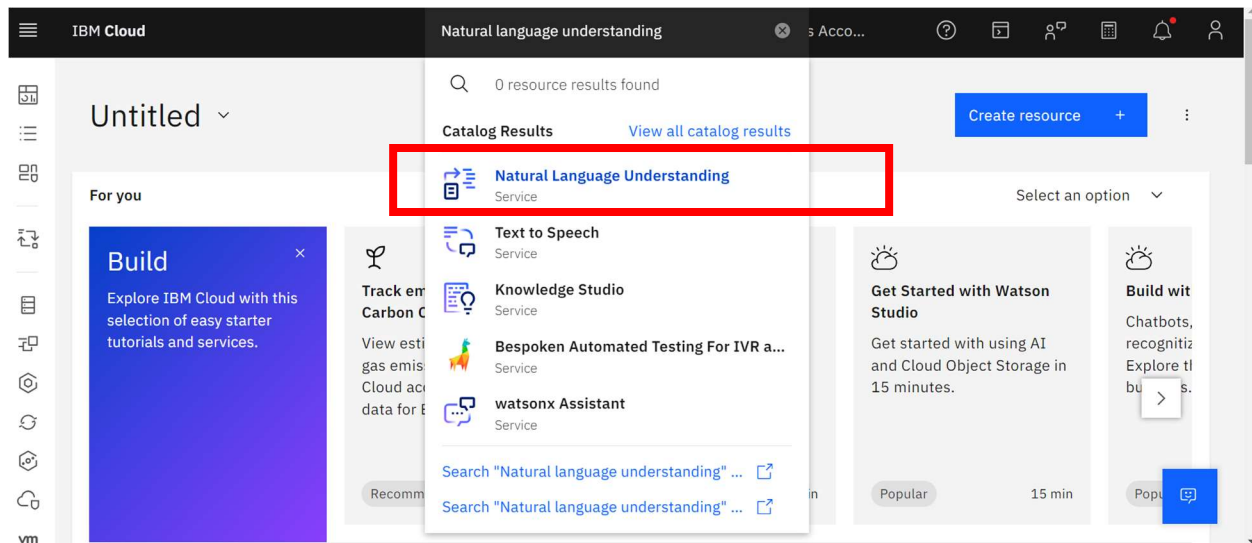 IBM Cloud
Natural language understanding
s Acco...
0 resource results found
Untitled
Create resource +
Catalog Results View all catalog results
Natural Language Understanding
Service
For you
Select an option
Text to Speech
Service
Knowledge Studio
Service
Bespoken Automated Testing For IVR a...
Service
watsonx Assistant
Service
Search "Natural language understanding" ...
Search "Natural language understanding" ...
Build
Explore IBM Cloud with this
selection of easy starter
tutorials and services.
Track em
Carbon C
View esti
gas emis
Cloud acc
data for
Recomm
in
Get Started with Watson
Studio
Get started with using AI
and Cloud Object Storage in
15 minutes.
Popular 15 min
Build wit
Chatbots,
recogniti
Explore t
bu s.
Popu
vm